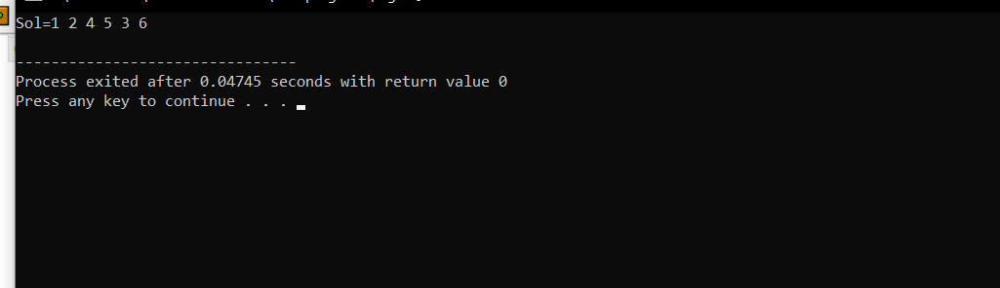 Sol=1 2 4 5 3 6
--------------------------------
Process exited after 0.04745 seconds with return value 0
Press any key to continue . . .